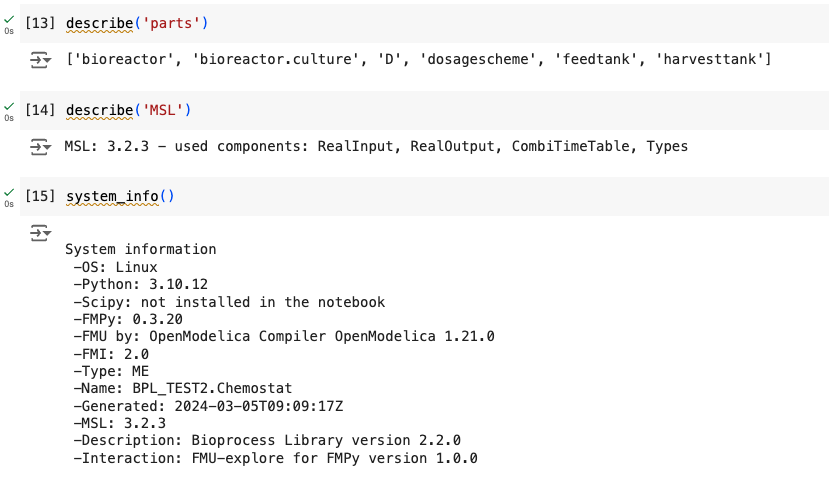 [13] describe('parts')
0s
['bioreactor', 'bioreactor.culture', 'D', 'dosagescheme', 'feedtank', 'harvesttank']
[14] describe('MSL')
0s
MSL: 3.2.3 – used components: RealInput, RealOutput, CombiTimeTable, Types
[15] system_info()
0s
System information
–OS: Linux
–Python: 3.10.12
–Scipy: not installed in the notebook
–FMPy: 0.3.20
–FMU by: OpenModelica Compiler OpenModelica 1.21.0
–FMI: 2.0
–Type: ME
–Name: BPL_TEST2.Chemostat
–Generated: 2024-03-05T09:09:17Z
–MSL: 3.2.3
–Description: Bioprocess Library version 2.2.0
–Interaction: FMU-explore for FMPy version 1.0.0